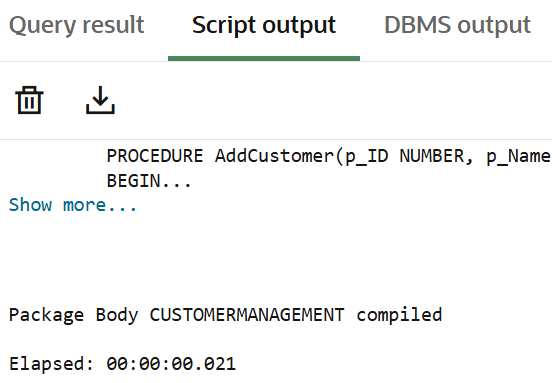 Query result Script output DBMS output
PROCEDURE AddCustomer(p_ID NUMBER, p_Name
BEGIN...
Show more...
Package Body CUSTOMERMANAGEMENT compiled
Elapsed: 00:00:00.021